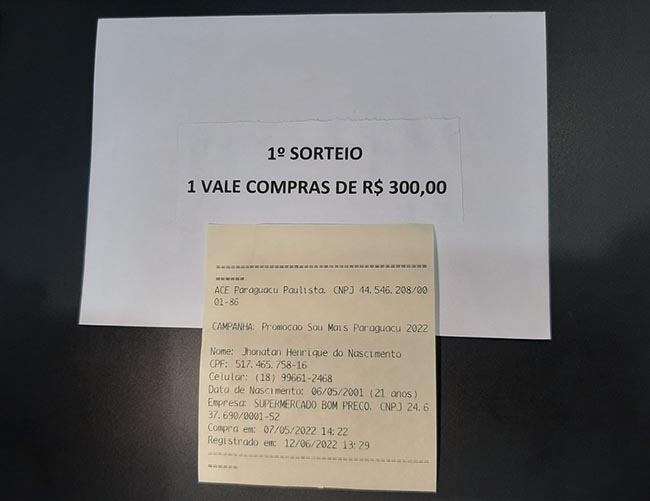 1º SORTEIO
1 VALE COMPRAS DE R$ 300,00
================================================
========
ACE Paraguacu Paulista. CNPJ 44.546.208/00
01-86
CAMPANHA: Promocao Sou Mais Paraguacu 2022
Nome: Jhonatan Henrique do Nascimento
CPF: 517.465.758-16
Celular: (18) 99661-2468
Data de Nascimento: 06/05/2001 (21 anos)
Empresa: SUPERMERCADO BOM PRECO. CNPJ 24.6
37.690/0001-52
Compra em: 07/05/2022 14:22
Registrado em: 12/06/2022 13:29
================================================
========